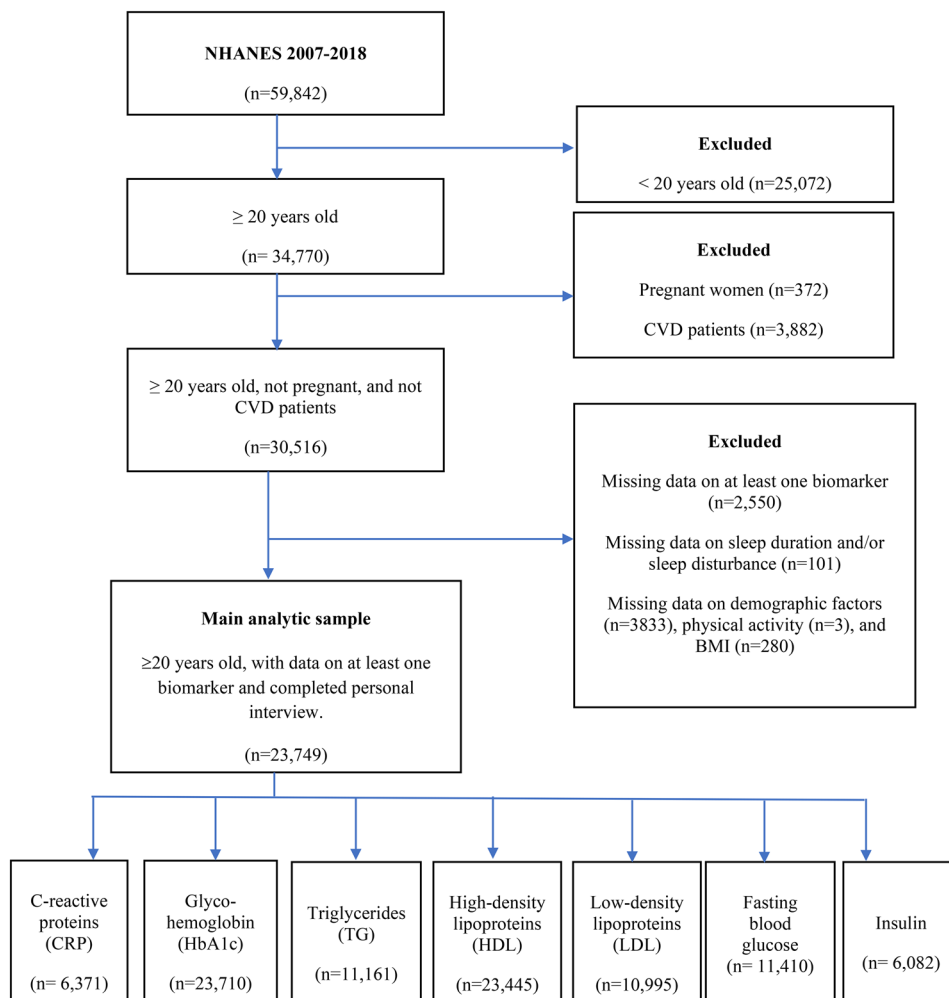 NHANES 2007-2018
(n=59,842)
Excluded
< 20 years old (n=25,072)
≥ 20 years old
(n= 34,770)
Excluded
Pregnant women (n=372)
CVD patients (n=3,882)
≥ 20 years old, not pregnant, and not
CVD patients
(n=30,516)
Excluded
Missing data on at least one biomarker
(n=2,550)
Missing data on sleep duration and/or
sleep disturbance (n=101)
Missing data on demographic factors
(n=3833), physical activity (n=3), and
BMI (n=280)
Main analytic sample
≥20 years old, with data on at least one
biomarker and completed personal
interview.
(n=23,749)
C-reactive
proteins
(CRP)
(n= 6,371)
Glyco-
hemoglobin
(HbA1c)
(n=23,710)
Triglycerides
(TG)
(n=11,161)
High-density
lipoproteins
(HDL)
(n=23,445)
Low-density
lipoproteins
(LDL)
(n=10,995)
Fasting
blood
glucose
(n= 11,410)
Insulin
(n= 6,082)